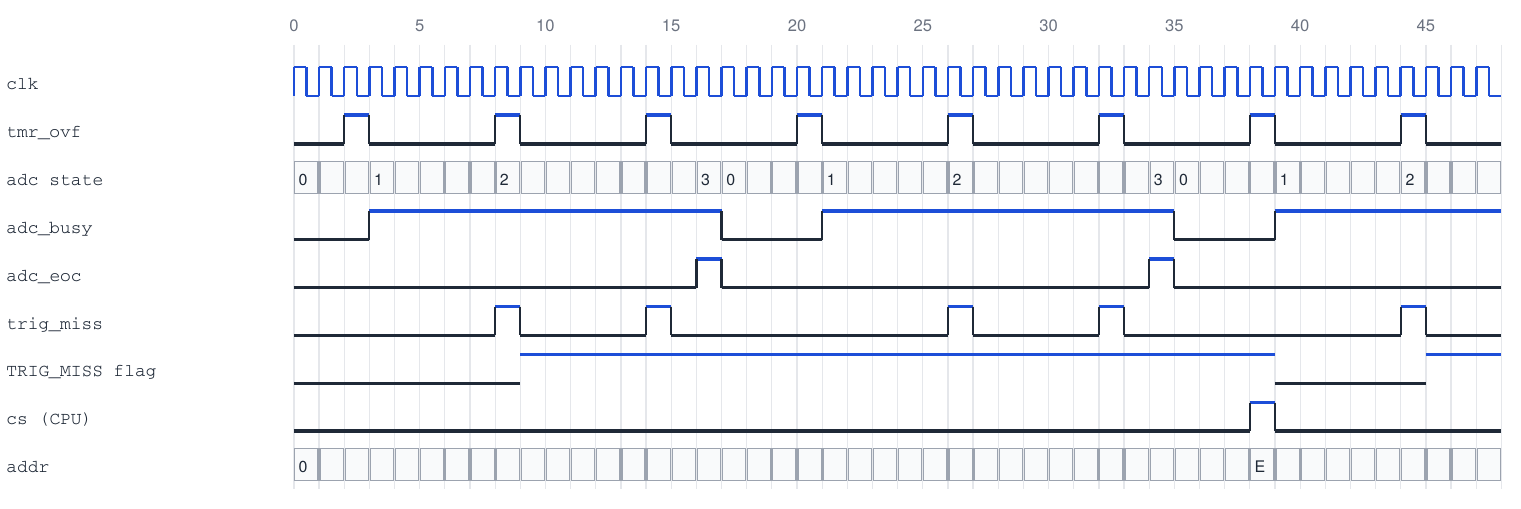 0 5 10 15 20 25 30 35 40 45
clk
tmr_ovf
adc state 0 1 2 3 0 1 2 3 0 1 2
adc_busy
adc_eoc
trig_miss
TRIG_MISS flag
cs (CPU)
addr 0 E